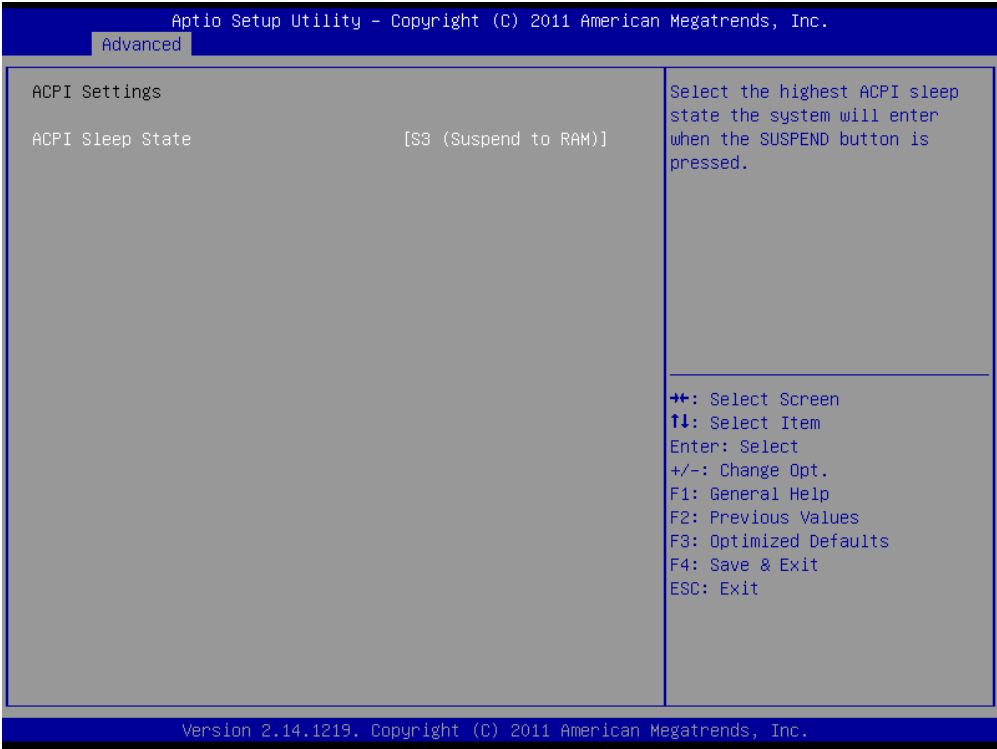 Aptio Setup Utility – Copyright (C) 2011 American Megatrends, Inc.
Advanced
ACPI Settings
ACPI Sleep State [S3 (Suspend to RAM)]
Select the highest ACPI sleep
state the system will enter
when the SUSPEND button is
pressed.
→←: Select Screen
↑↓: Select Item
Enter: Select
+/-: Change Opt.
F1: General Help
F2: Previous Values
F3: Optimized Defaults
F4: Save & Exit
ESC: Exit
Version 2.14.1219. Copyright (C) 2011 American Megatrends, Inc.